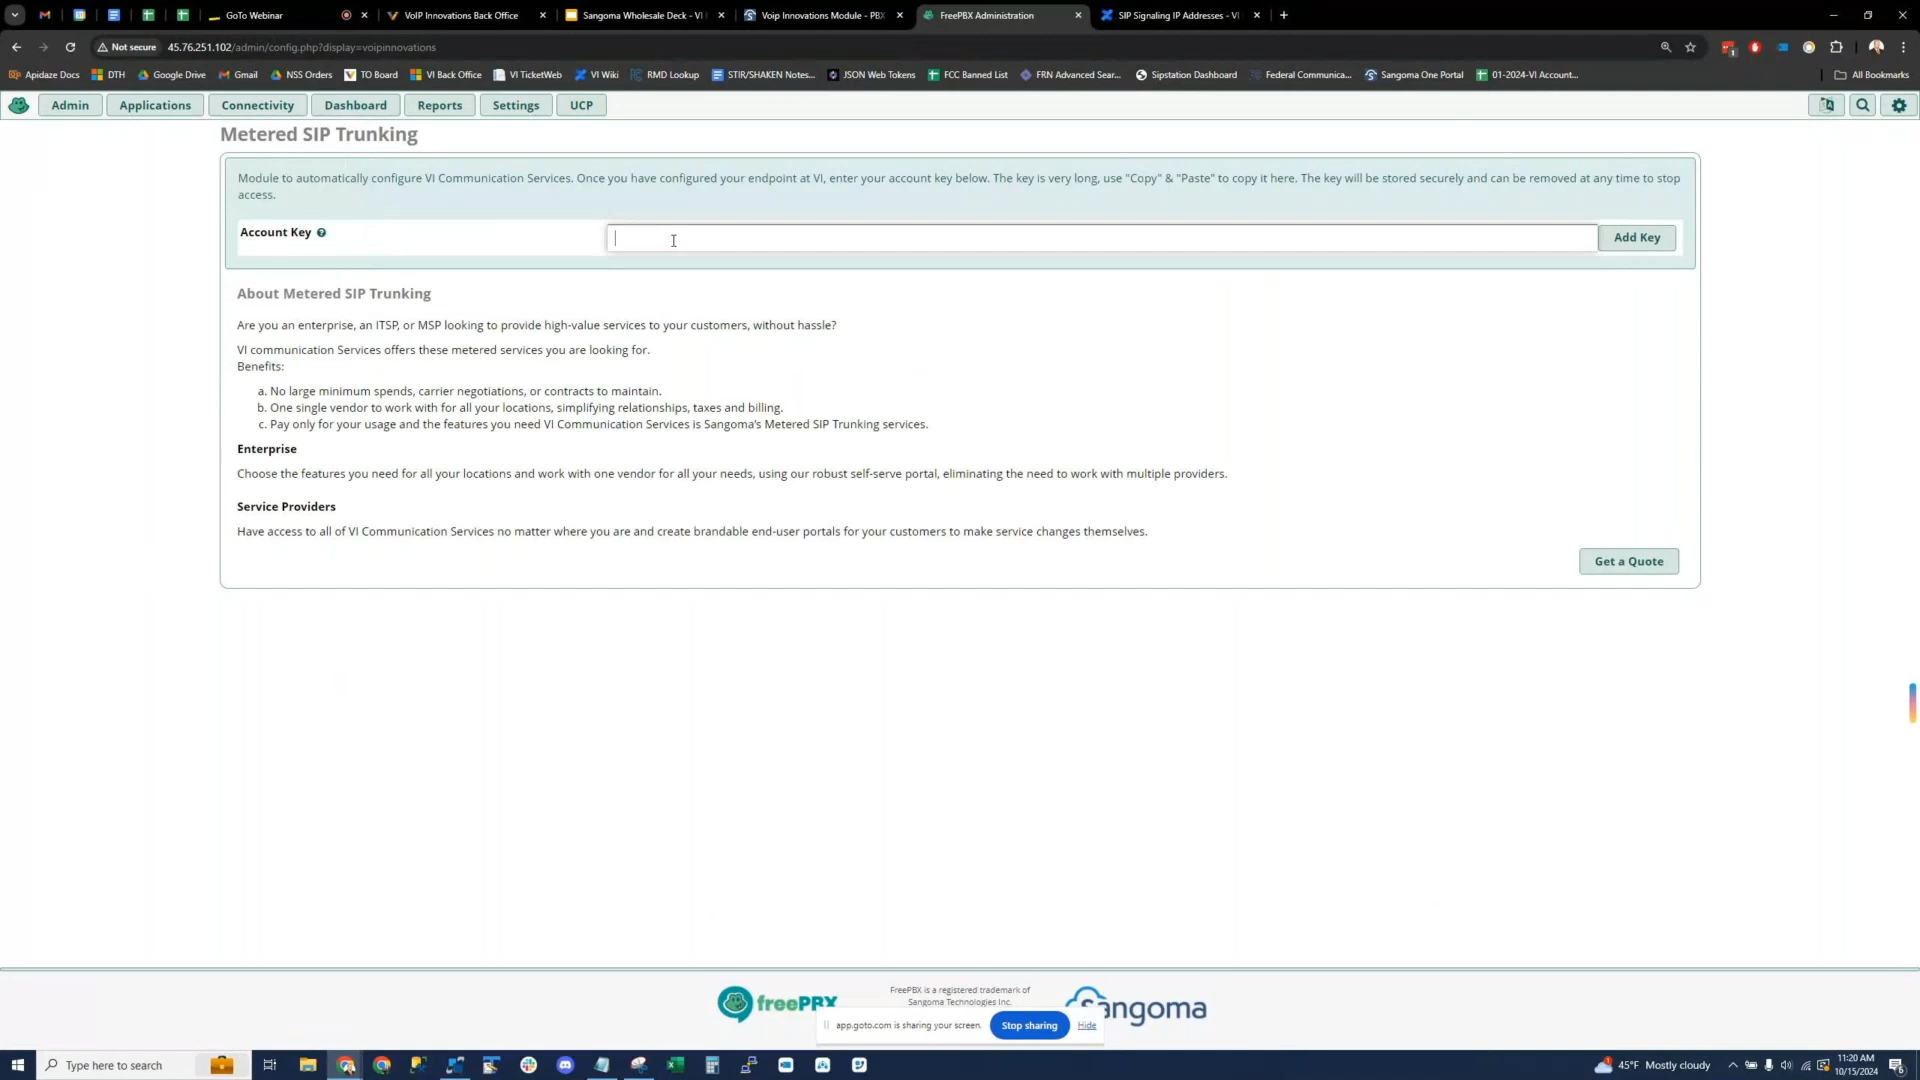 GoTo Webinar
VoIP Innovations Back Office
Sangoma Wholesale Deck - VI
Voip Innovations Module - PBX
FreePBX Administration
SIP Signaling IP Addresses - VI
Not secure
45.76.251.102/admin/config.php?display=voipinnovations
Apidaze Docs
DTH
Google Drive
Gmail
NSS Orders
TO Board
VI Back Office
VI TicketWeb
VI Wiki
RMD Lookup
STIR/SHAKEN Notes...
JSON Web Tokens
FCC Banned List
FRN Advanced Sear...
Sipstation Dashboard
Federal Communica...
Sangoma One Portal
01-2024-VI Account...
All Bookmarks
Admin
Applications
Connectivity
Dashboard
Reports
Settings
UCP
Metered SIP Trunking
Module to automatically configure VI Communication Services. Once you have configured your endpoint at VI, enter your account key below. The key is very long, use "Copy" & "Paste" to copy it here. The key will be stored securely and can be removed at any time to stop
access.
Account Key
Add Key
About Metered SIP Trunking
Are you an enterprise, an ITSP, or MSP looking to provide high-value services to your customers, without hassle?
VI communication Services offers these metered services you are looking for.
Benefits:
a. No large minimum spends, carrier negotiations, or contracts to maintain.
b. One single vendor to work with for all your locations, simplifying relationships, taxes and billing.
c. Pay only for your usage and the features you need VI Communication Services is Sangoma's Metered SIP Trunking services.
Enterprise
Choose the features you need for all your locations and work with one vendor for all your needs, using our robust self-serve portal, eliminating the need to work with multiple providers.
Service Providers
Have access to all of VI Communication Services no matter where you are and create brandable end-user portals for your customers to make service changes themselves.
Get a Quote
freePBX
FreePBX is a registered trademark of
Sangoma Technologies Inc.
Sangoma
app.goto.com is sharing your screen.
Stop sharing
Hide
Type here to search
45°F Mostly cloudy
11:20 AM
10/15/2024